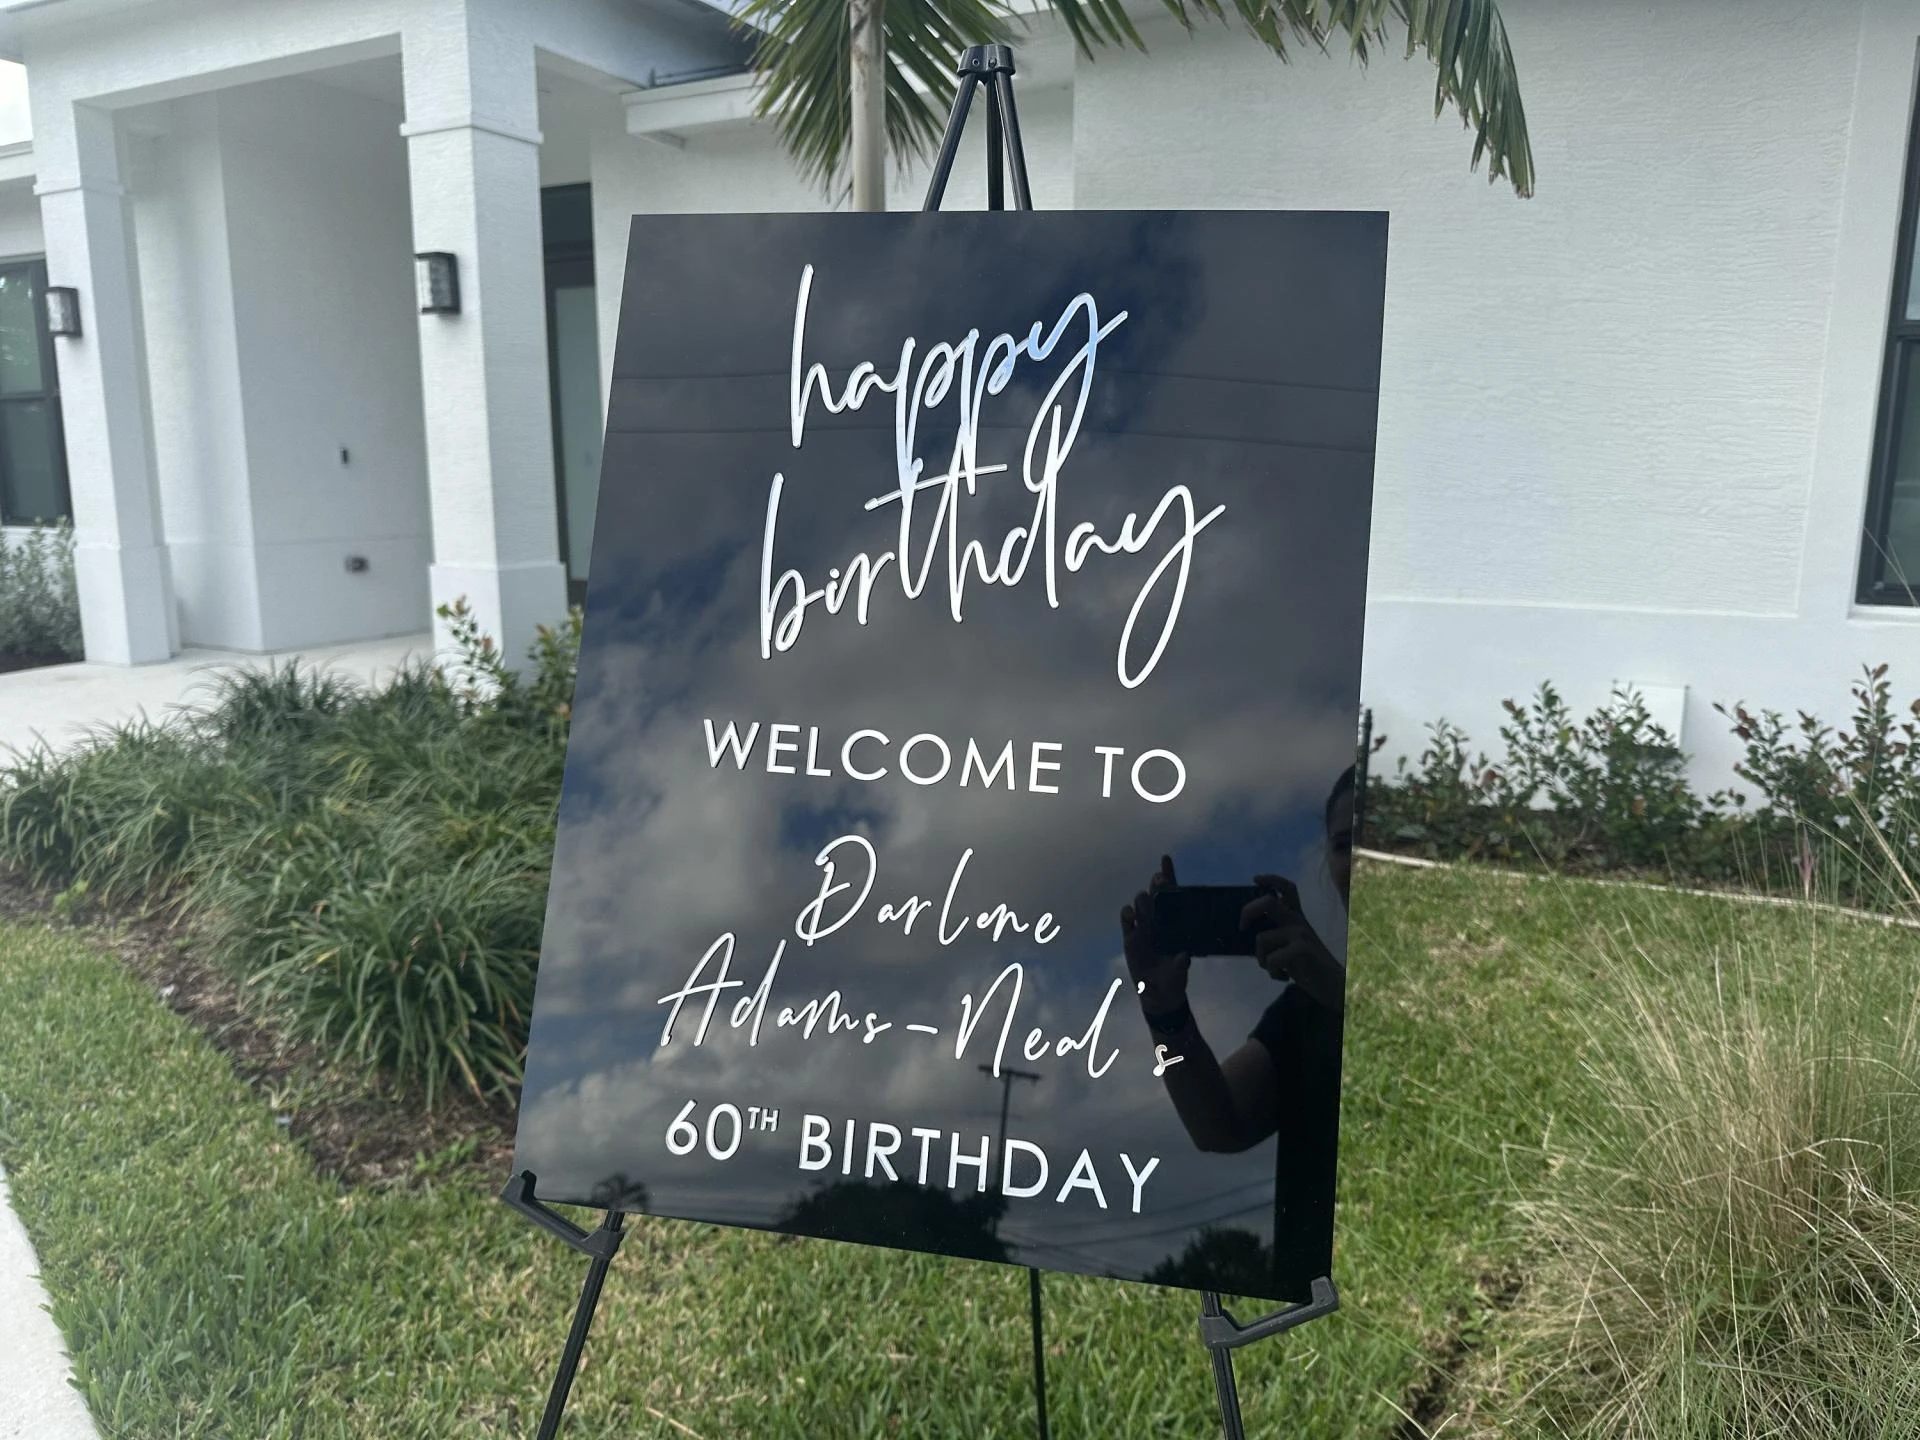 happy
birthday
WELCOME TO
Darlene
Adams-Neal's
60TH BIRTHDAY